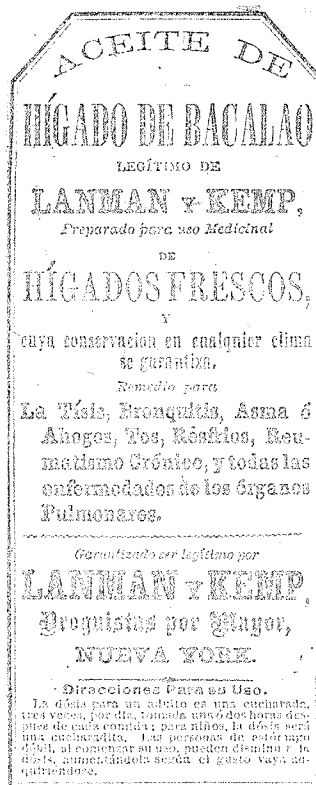 ACEITE DE
HÍGADO DE BACALAO
LEGÍTIMO DE
LANMAN Y KEMP,
Preparado para uso Medicinal
DE
HÍGADOS FRESCOS,
Y
cuya conservacion en cualquier clima
se garantiza.
Remedio para
La Tísis, Bronquitis, Asma ó
Ahogos, Tos, Résfrios, Reu-
matismo Crónico, y todas las
enfermedades de los órganos
Pulmonares.
Garantizado ser legítimo por
LANMAN Y KEMP,
Droguistas por Mayor,
NUEVA YORK.
Direcciones Para su Uso.
La dósis para un adulto es una cucharada,
tres veces, por dia, tomada una ó dos horas des-
pues de cada comida; para niños, la dósis será
una cucharadita. Las personas de estómago
débil, al comenzar su uso, pueden disminuir la
dósis, aumentándola segun el gusto vaya ad-
quiriéndose.